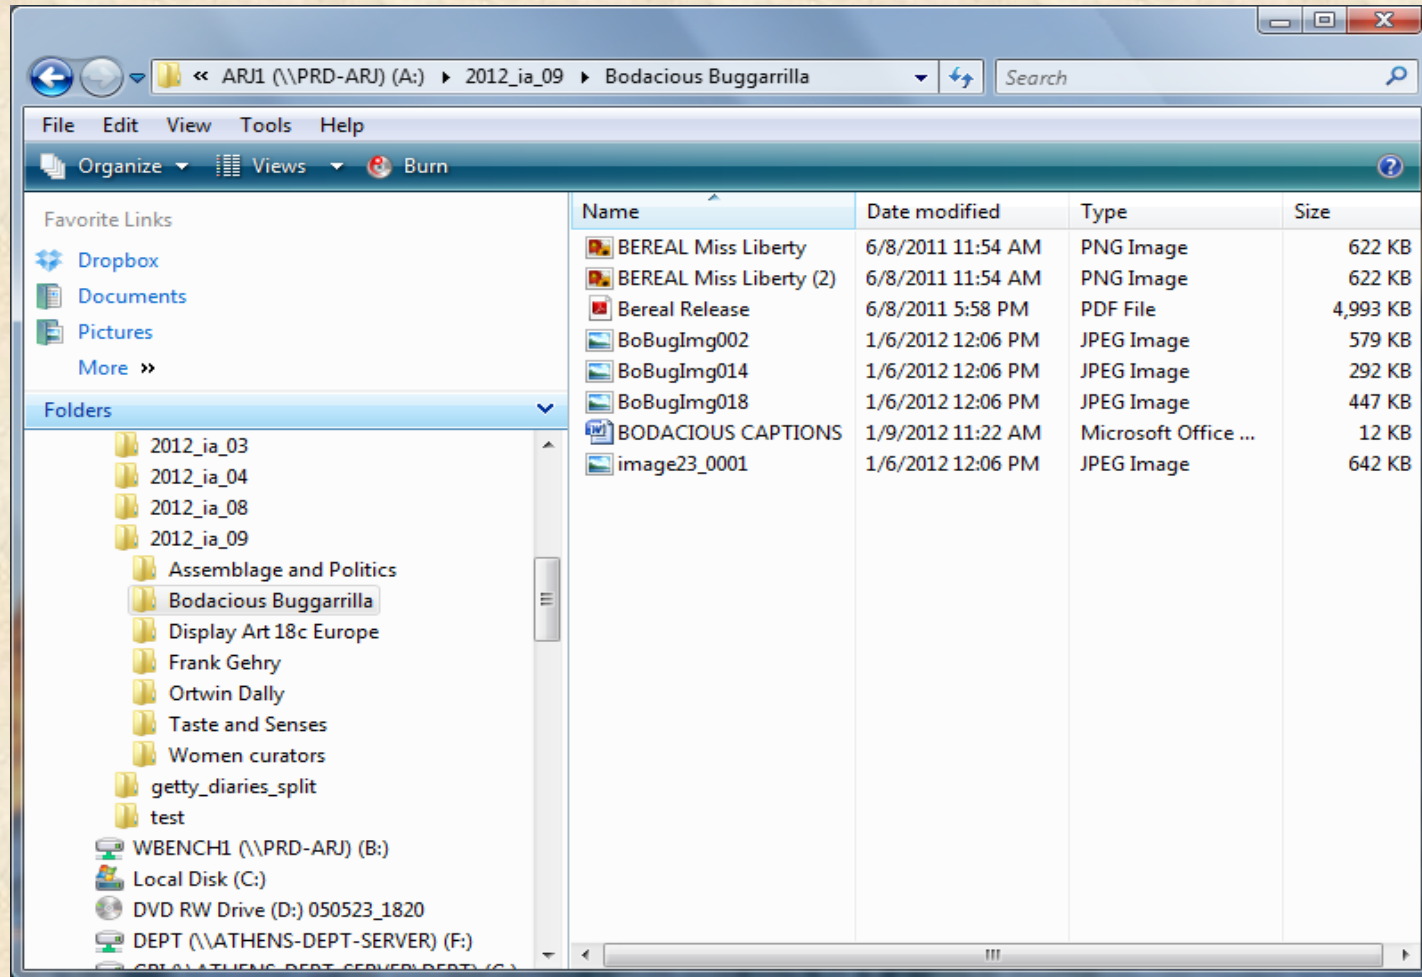 « ARJ1 (\\PRD-ARJ) (A:) ▸ 2012_ia_09 ▸ Bodacious Buggarrilla
Search
File Edit View Tools Help
Organize Views Burn
Favorite Links
Dropbox
Documents
Pictures
More »
Folders
2012_ia_03
2012_ia_04
2012_ia_08
2012_ia_09
Assemblage and Politics
Bodacious Buggarrilla
Display Art 18c Europe
Frank Gehry
Ortwin Dally
Taste and Senses
Women curators
getty_diaries_split
test
WBENCH1 (\\PRD-ARJ) (B:)
Local Disk (C:)
DVD RW Drive (D:) 050523_1820
DEPT (\\ATHENS-DEPT-SERVER) (F:)
Name Date modified Type Size
BEREAL Miss Liberty 6/8/2011 11:54 AM PNG Image 622 KB
BEREAL Miss Liberty (2) 6/8/2011 11:54 AM PNG Image 622 KB
Bereal Release 6/8/2011 5:58 PM PDF File 4,993 KB
BoBugImg002 1/6/2012 12:06 PM JPEG Image 579 KB
BoBugImg014 1/6/2012 12:06 PM JPEG Image 292 KB
BoBugImg018 1/6/2012 12:06 PM JPEG Image 447 KB
BODACIOUS CAPTIONS 1/9/2012 11:22 AM Microsoft Office ... 12 KB
image23_0001 1/6/2012 12:06 PM JPEG Image 642 KB